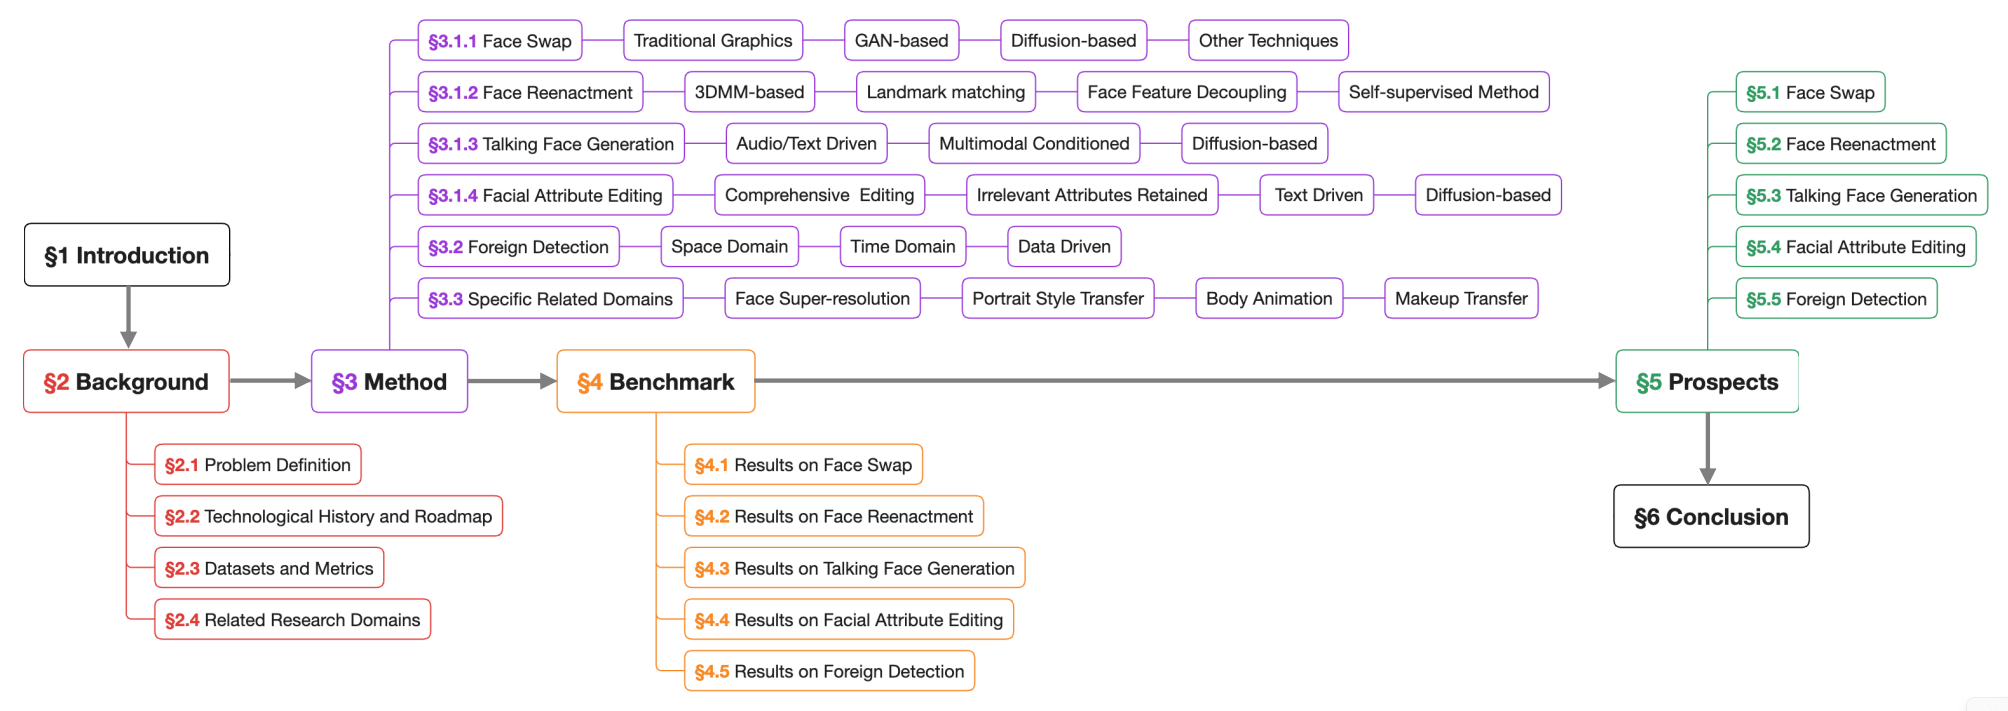 §3.1.1 Face Swap Traditional Graphics GAN-based Diffusion-based Other Techniques
§3.1.2 Face Reenactment 3DMM-based Landmark matching Face Feature Decoupling Self-supervised Method
§3.1.3 Talking Face Generation Audio/Text Driven Multimodal Conditioned Diffusion-based
§3.1.4 Facial Attribute Editing Comprehensive Editing Irrelevant Attributes Retained Text Driven Diffusion-based
§3.2 Foreign Detection Space Domain Time Domain Data Driven
§3.3 Specific Related Domains Face Super-resolution Portrait Style Transfer Body Animation Makeup Transfer
§5.1 Face Swap
§5.2 Face Reenactment
§5.3 Talking Face Generation
§5.4 Facial Attribute Editing
§5.5 Foreign Detection
§1 Introduction
§2 Background
§3 Method
§4 Benchmark
§5 Prospects
§2.1 Problem Definition
§2.2 Technological History and Roadmap
§2.3 Datasets and Metrics
§2.4 Related Research Domains
§4.1 Results on Face Swap
§4.2 Results on Face Reenactment
§4.3 Results on Talking Face Generation
§4.4 Results on Facial Attribute Editing
§4.5 Results on Foreign Detection
§6 Conclusion